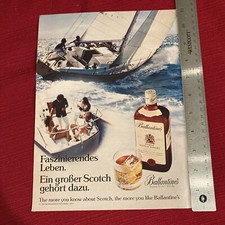 Faszinierendes
Leben.
Ein großer Scotch
gehört dazu.
Ballantine's
Ballantine's
The more you know about Scotch, the more you like Ballantine's